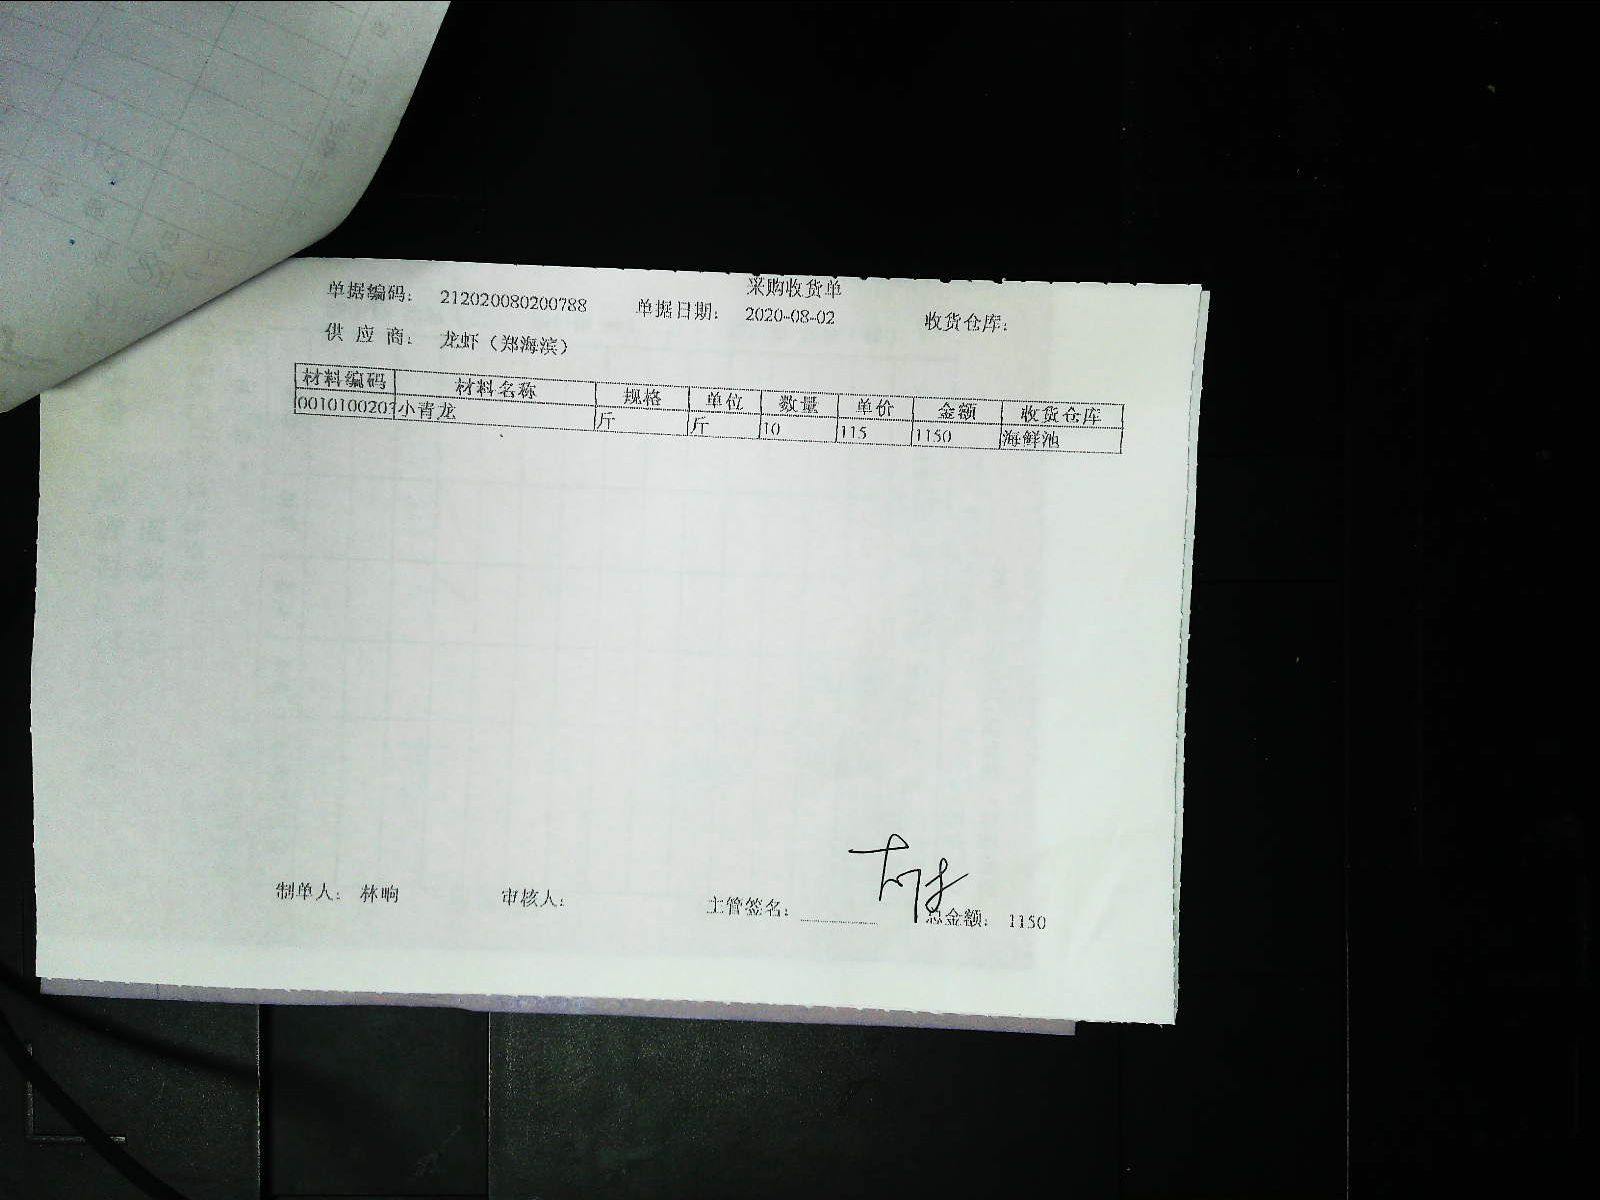 采购收货单
单据编码： 212020080200788 单据日期： 2020-08-02 收货仓库：
供 应 商： 龙虾（郑海滨）
材料编码 材料名称 规格 单位 数量 单价 金额 收货仓库
001010020 小青龙 斤 斤 10 115 1150 海鲜池
制单人： 林晌 审核人： 主管签名： 总金额： 1150